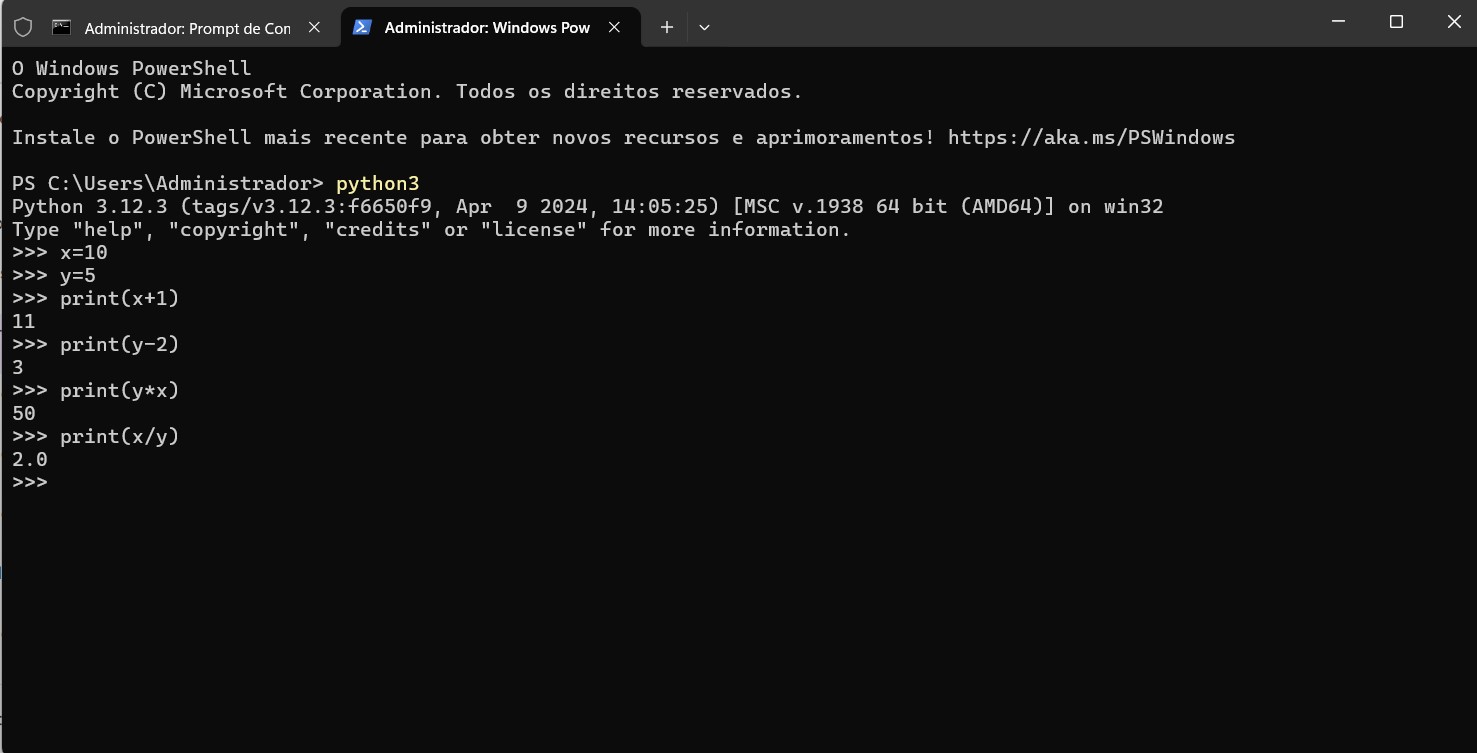 Administrador: Prompt de Con
Administrador: Windows Pow
O Windows PowerShell
Copyright (C) Microsoft Corporation. Todos os direitos reservados.
Instale o PowerShell mais recente para obter novos recursos e aprimoramentos! https://aka.ms/PSWindows
PS C:\Users\Administrador> python3
Python 3.12.3 (tags/v3.12.3:f6650f9, Apr  9 2024, 14:05:25) [MSC v.1938 64 bit (AMD64)] on win32
Type "help", "copyright", "credits" or "license" for more information.
>>> x=10
>>> y=5
>>> print(x+1)
11
>>> print(y-2)
3
>>> print(y*x)
50
>>> print(x/y)
2.0
>>>